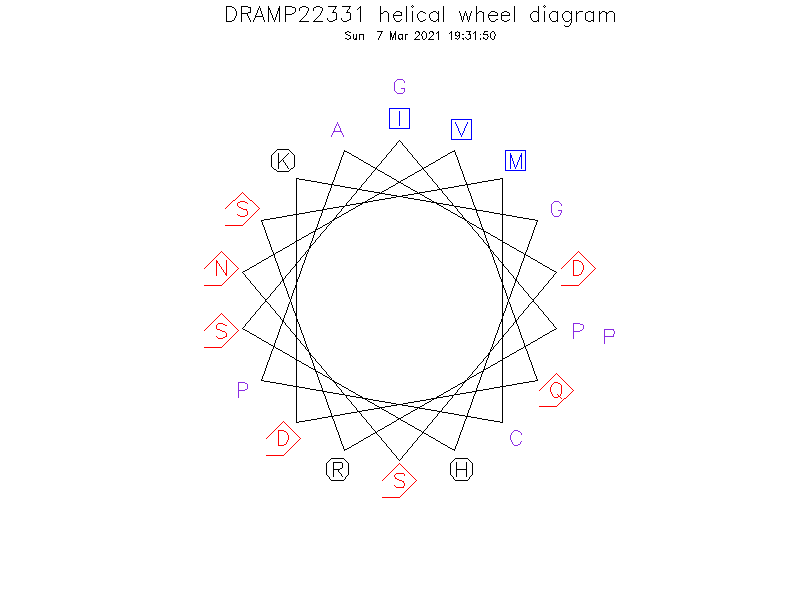 DRAMP22331 helical wheel diagram
Sun 7 Mar 2021 19:31:50
G
I
A V
K M
S G
N D
S P P
P Q
D C
R H
S